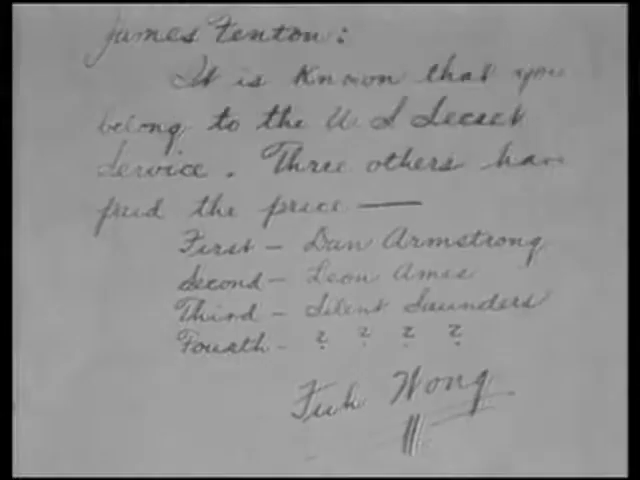 James Fenton:
It is known that you
belong to the U S Secret
Service. Three others have
paid the price —
First — Dan Armstrong
Second — Leon Ames
Third — Silent Saunders
Fourth — ? ? ? ?
Fuh Wong